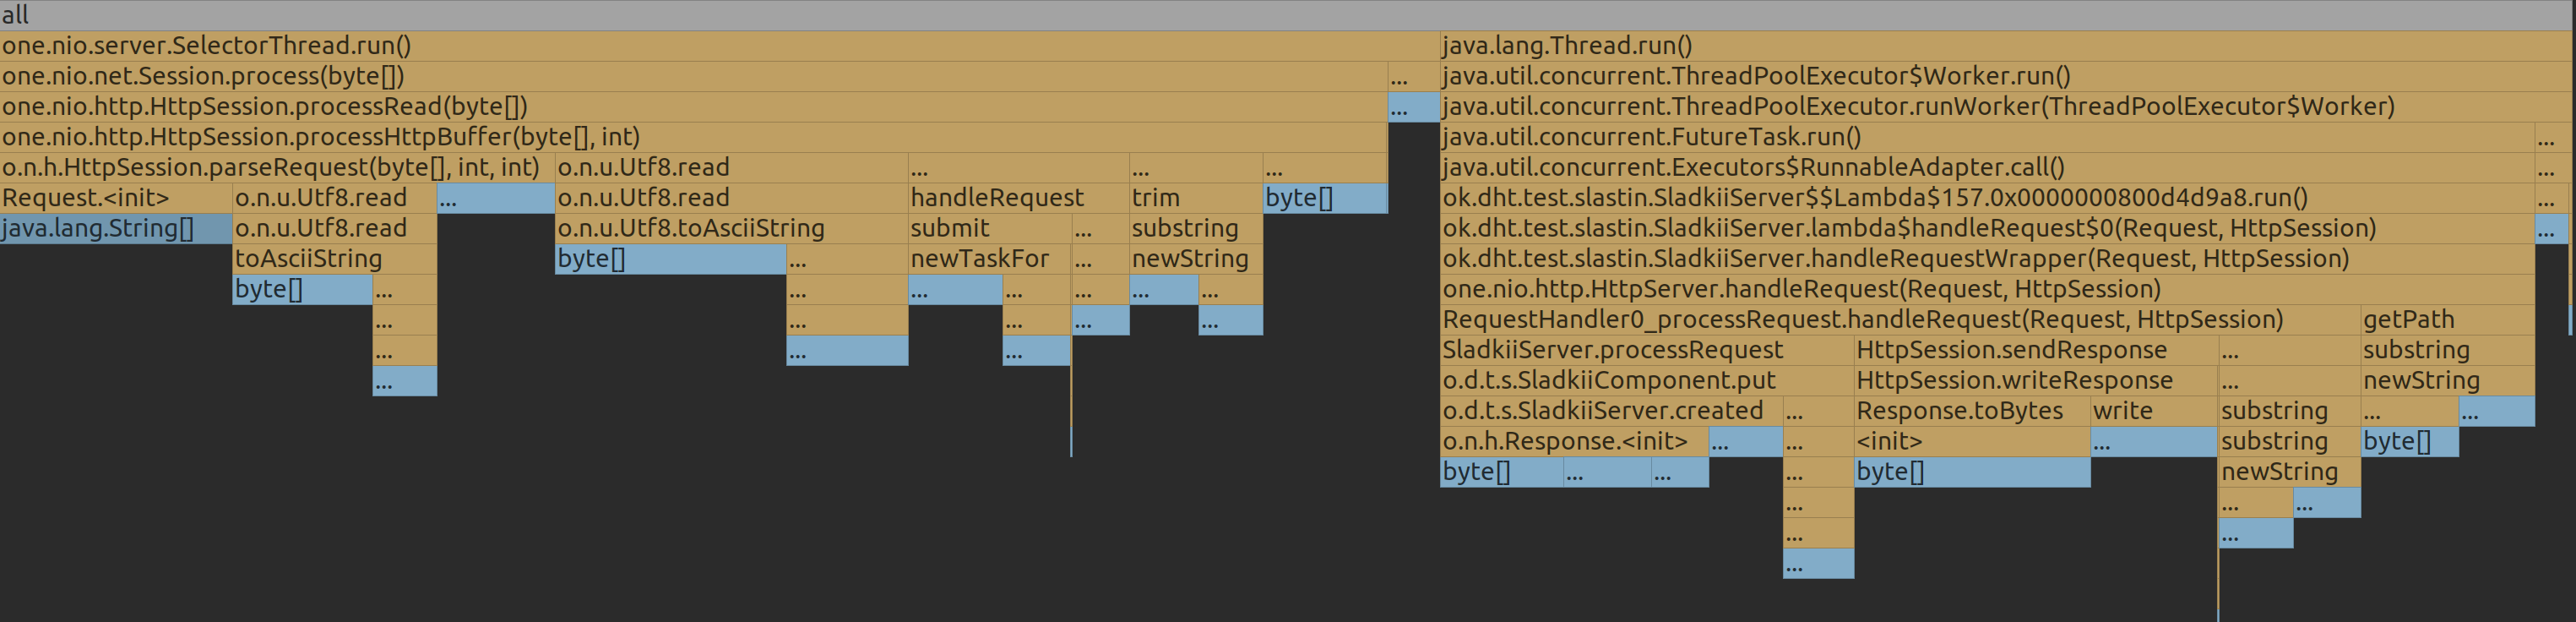 all
one.nio.server.SelectorThread.run() java.lang.Thread.run()
one.nio.net.Session.process(byte[]) ... java.util.concurrent.ThreadPoolExecutor$Worker.run()
one.nio.http.HttpSession.processRead(byte[]) ... java.util.concurrent.ThreadPoolExecutor.runWorker(ThreadPoolExecutor$Worker)
one.nio.http.HttpSession.processHttpBuffer(byte[], int) java.util.concurrent.FutureTask.run() ...
o.n.h.HttpSession.parseRequest(byte[], int, int) o.n.u.Utf8.read ... ... ... java.util.concurrent.Executors$RunnableAdapter.call() ...
Request.<init> o.n.u.Utf8.read ... o.n.u.Utf8.read handleRequest trim byte[] ok.dht.test.slastin.SladkiiServer$$Lambda$157.0x0000000800d4d9a8.run() ...
java.lang.String[] o.n.u.Utf8.read o.n.u.Utf8.toAsciiString submit ... substring ok.dht.test.slastin.SladkiiServer.lambda$handleRequest$0(Request, HttpSession) ...
toAsciiString byte[] ... newTaskFor ... newString ok.dht.test.slastin.SladkiiServer.handleRequestWrapper(Request, HttpSession)
byte[] ... ... ... ... ... ... ... one.nio.http.HttpServer.handleRequest(Request, HttpSession)
... ... ... ... ... RequestHandler0_processRequest.handleRequest(Request, HttpSession) getPath
... ... ... SladkiiServer.processRequest HttpSession.sendResponse ... substring
... o.d.t.s.SladkiiComponent.put HttpSession.writeResponse ... newString
o.d.t.s.SladkiiServer.created ... Response.toBytes write substring ... ...
o.n.h.Response.<init> ... ... <init> ... substring byte[]
byte[] ... ... ... byte[] newString
... ... ...
... ...
...